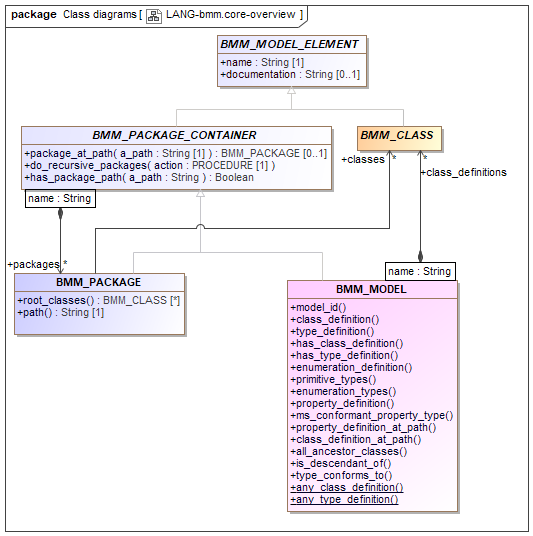 package Class diagrams [ LANG-bmm.core-overview ]
BMM_MODEL_ELEMENT
+name : String [1]
+documentation : String [0..1]
BMM_PACKAGE_CONTAINER
+package_at_path( a_path : String [1] ) : BMM_PACKAGE [0..1]
+do_recursive_packages( action : PROCEDURE [1] )
+has_package_path( a_path : String ) : Boolean
name : String
BMM_CLASS
+classes
*
*
+class_definitions
+packages
*
BMM_PACKAGE
+root_classes() : BMM_CLASS [*]
+path() : String [1]
name : String
BMM_MODEL
+model_id()
+class_definition()
+type_definition()
+has_class_definition()
+has_type_definition()
+enumeration_definition()
+primitive_types()
+enumeration_types()
+property_definition()
+ms_conformant_property_type()
+property_definition_at_path()
+class_definition_at_path()
+all_ancestor_classes()
+is_descendant_of()
+type_conforms_to()
+any_class_definition()
+any_type_definition()